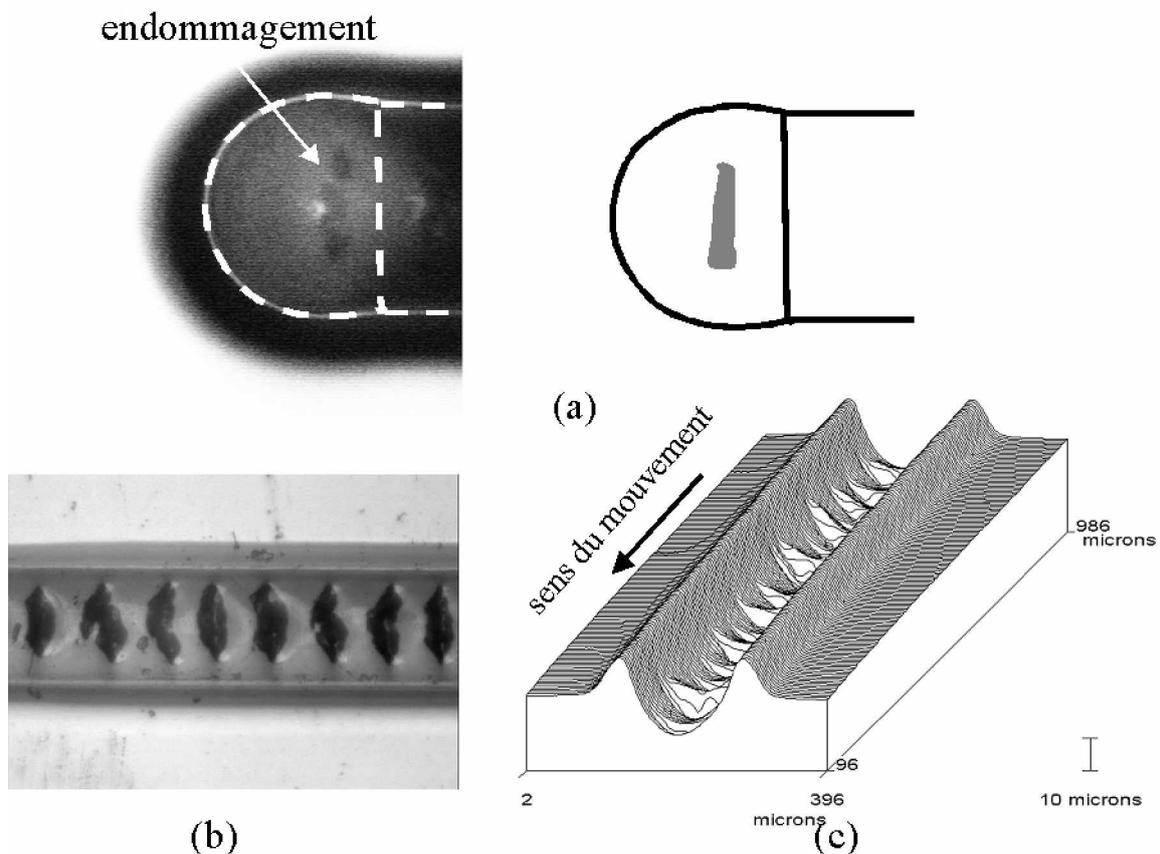 endommagement
(a)
sens du mouvement
986
microns
96
2
396
microns
10 microns
(b)
(c)